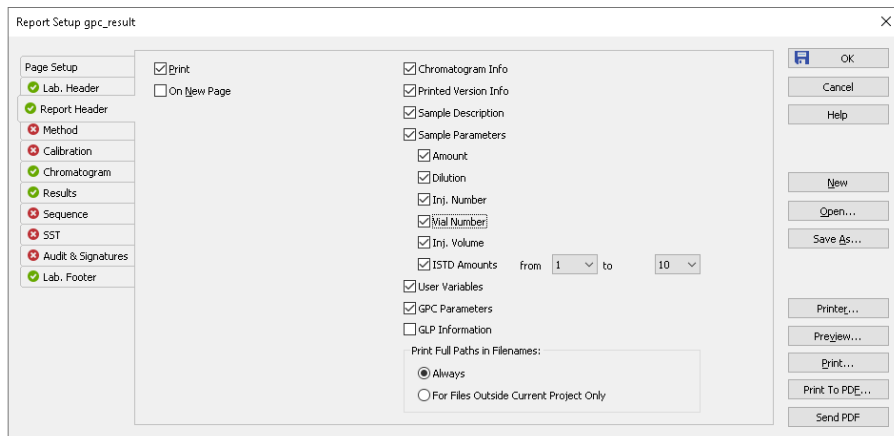 Report Setup gpc_result
Page Setup
Lab. Header
Report Header
Method
Calibration
Chromatogram
Results
Sequence
SST
Audit & Signatures
Lab. Footer
Print
On New Page
Chromatogram Info
Printed Version Info
Sample Description
Sample Parameters
Amount
Dilution
Inj. Number
Vial Number
Inj. Volume
ISTD Amounts from 1 to 10
User Variables
GPC Parameters
GLP Information
Print Full Paths in Filenames:
Always
For Files Outside Current Project Only
OK
Cancel
Help
New
Open...
Save As...
Printer...
Preview...
Print...
Print To PDF...
Send PDF